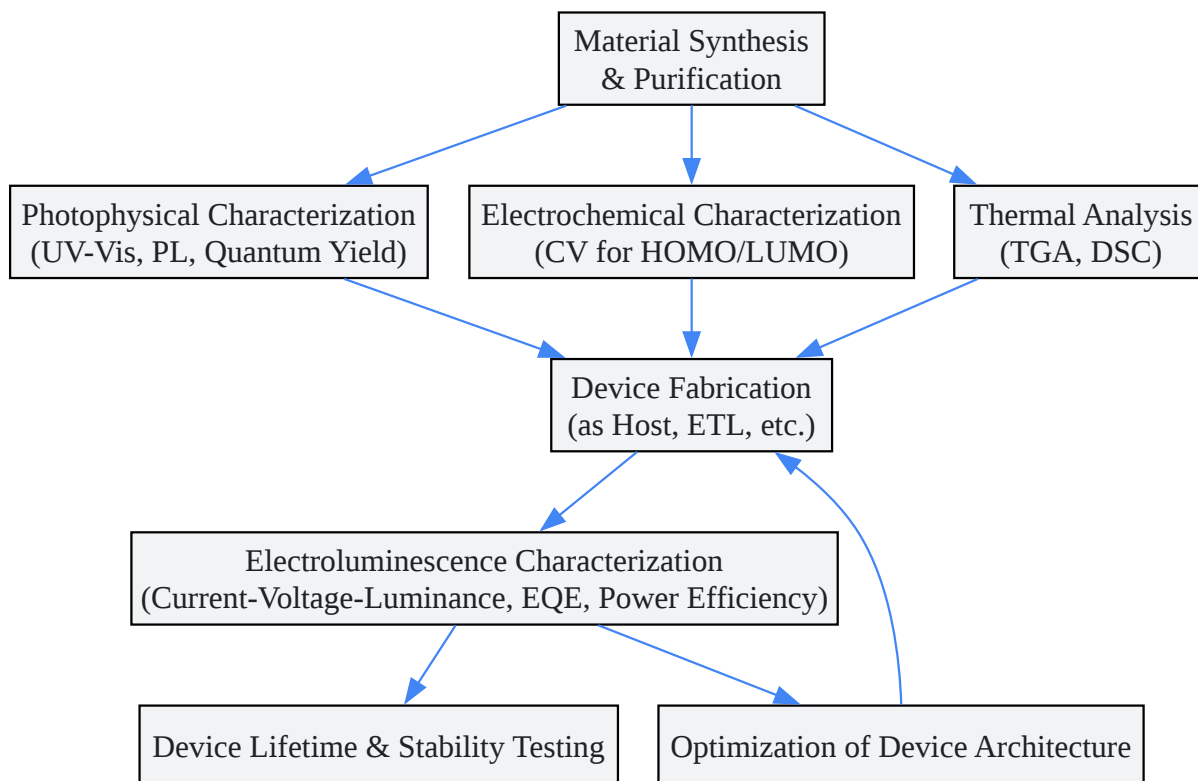 Material Synthesis
& Purification
Photophysical Characterization
(UV-Vis, PL, Quantum Yield)
Electrochemical Characterization
(CV for HOMO/LUMO)
Thermal Analysis
(TGA, DSC)
Device Fabrication
(as Host, ETL, etc.)
Electroluminescence Characterization
(Current-Voltage-Luminance, EQE, Power Efficiency)
Device Lifetime & Stability Testing
Optimization of Device Architecture